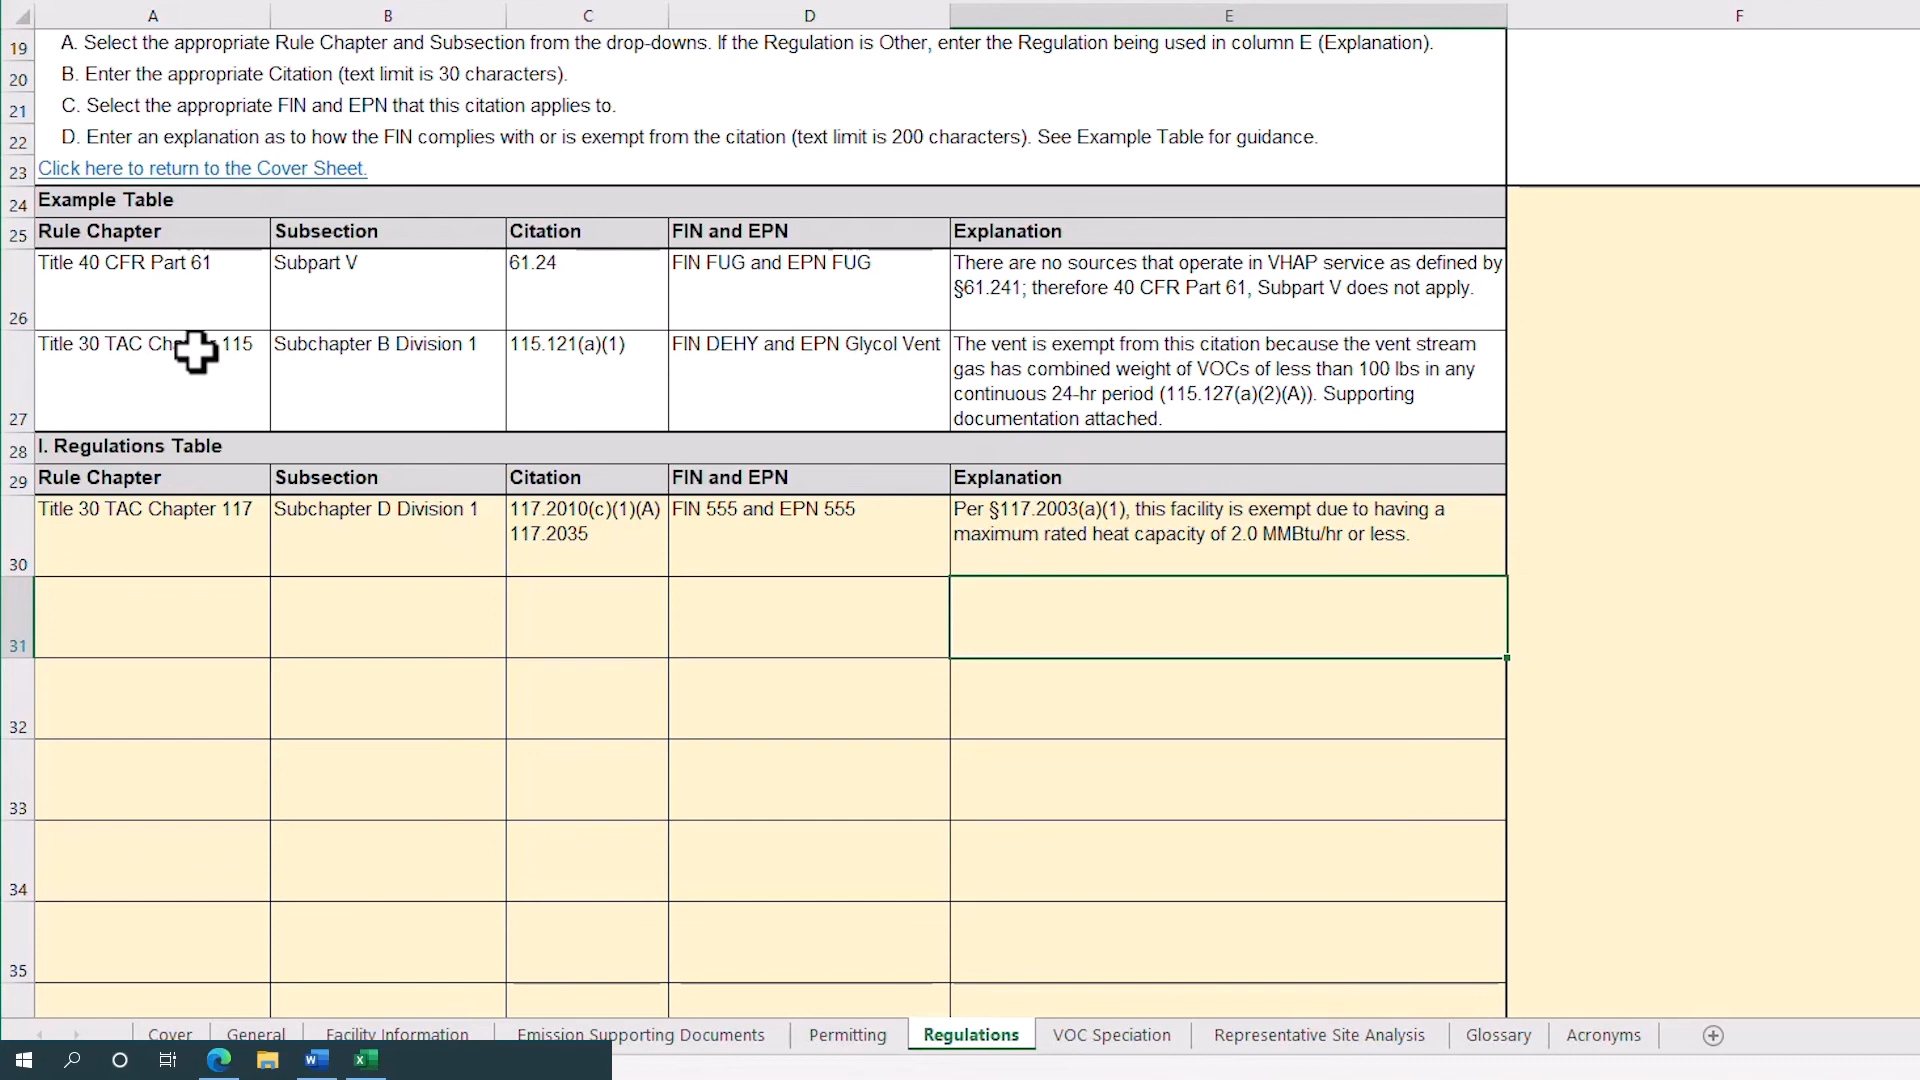 A B C D E F
19 A. Select the appropriate Rule Chapter and Subsection from the drop-downs. If the Regulation is Other, enter the Regulation being used in column E (Explanation).
20 B. Enter the appropriate Citation (text limit is 30 characters).
21 C. Select the appropriate FIN and EPN that this citation applies to.
22 D. Enter an explanation as to how the FIN complies with or is exempt from the citation (text limit is 200 characters). See Example Table for guidance.
23 Click here to return to the Cover Sheet.
24 Example Table
25 Rule Chapter Subsection Citation FIN and EPN Explanation
Title 40 CFR Part 61 Subpart V 61.24 FIN FUG and EPN FUG There are no sources that operate in VHAP service as defined by
§61.241; therefore 40 CFR Part 61, Subpart V does not apply.
26
Title 30 TAC Ch 115 Subchapter B Division 1 115.121(a)(1) FIN DEHY and EPN Glycol Vent The vent is exempt from this citation because the vent stream
gas has combined weight of VOCs of less than 100 lbs in any
continuous 24-hr period (115.127(a)(2)(A)). Supporting
27 documentation attached.
28 I. Regulations Table
29 Rule Chapter Subsection Citation FIN and EPN Explanation
Title 30 TAC Chapter 117 Subchapter D Division 1 117.2010(c)(1)(A) FIN 555 and EPN 555 Per §117.2003(a)(1), this facility is exempt due to having a
117.2035 maximum rated heat capacity of 2.0 MMBtu/hr or less.
30
31
32
33
34
35
Cover General Facility Information Emission Supporting Documents Permitting Regulations VOC Speciation Representative Site Analysis Glossary Acronyms